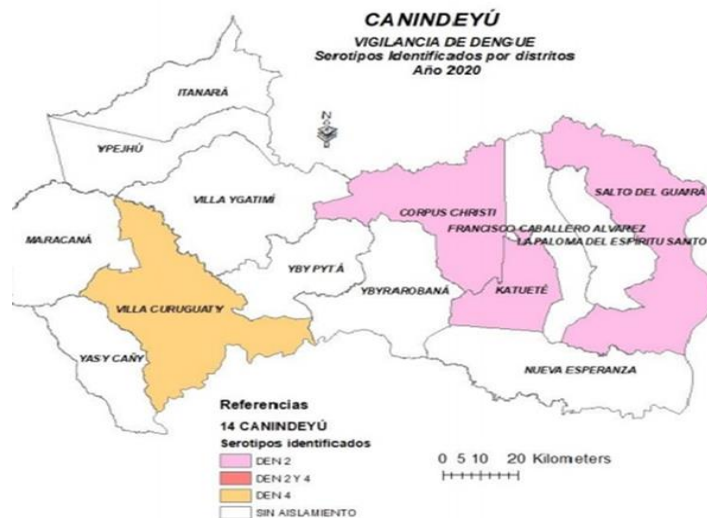 CANINDEYÚ
VIGILANCIA DE DENGUE
Serotipos Identificados por distritos
Año 2020
ITANARÁ
N
YPEJHÚ
VILLA YGATIMÍ
SALTO DEL GUAIRÁ
CORPUS CHRISTI
FRANCISCO CABALLERO ALVAREZ
MARACANÁ
LA PALOMA DEL ESPÍRITU SANTO
YBY PYTÁ
YBYRAROBANÁ
KATUETÉ
VILLA CURUGUATY
YASY CAÑY
NUEVA ESPERANZA
Referencias
14 CANINDEYÚ
Serotipos identificados
DEN 2
DEN 2 Y 4
DEN 4
SIN AISLAMIENTO
0 5 10 20 Kilometers